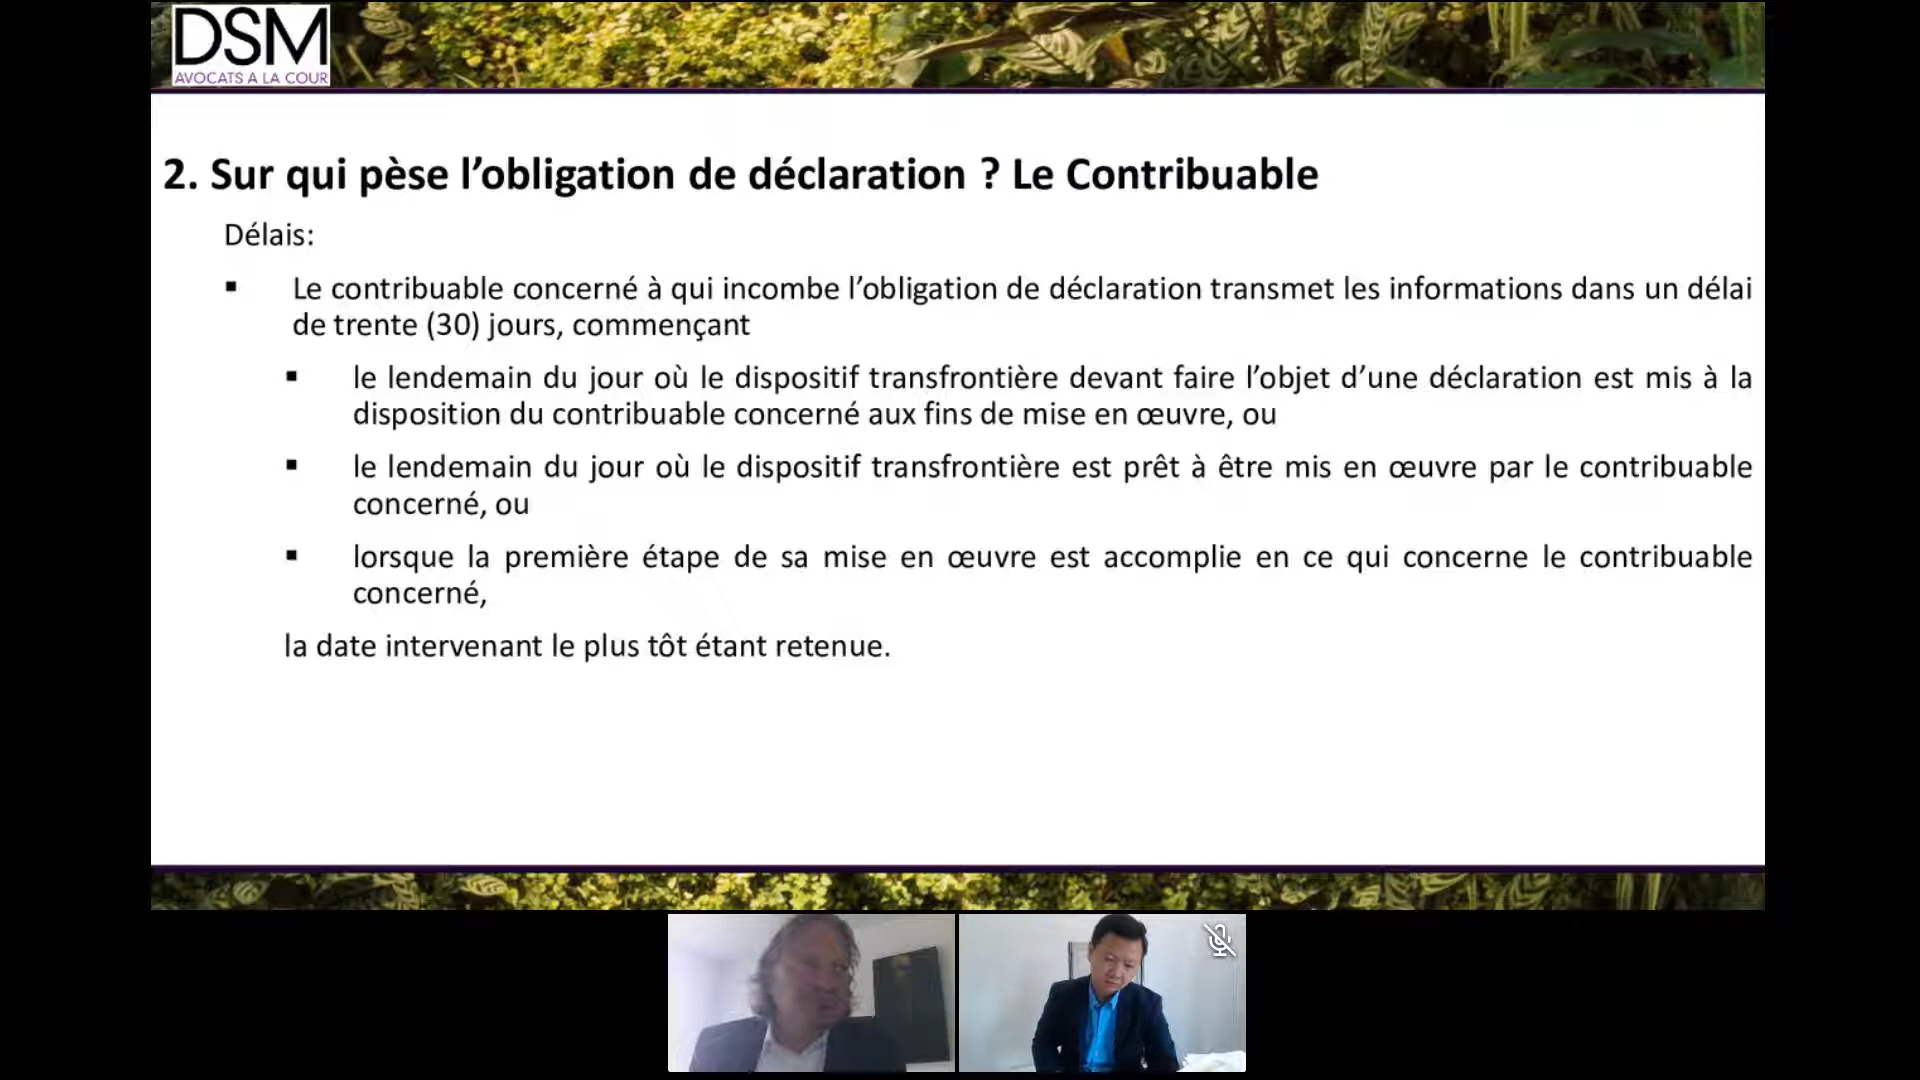 DSM
AVOCATS A LA COUR
2. Sur qui pèse l’obligation de déclaration ? Le Contribuable
Délais:
▪ Le contribuable concerné à qui incombe l’obligation de déclaration transmet les informations dans un délai
de trente (30) jours, commençant
▪ le lendemain du jour où le dispositif transfrontière devant faire l’objet d’une déclaration est mis à la
disposition du contribuable concerné aux fins de mise en œuvre, ou
▪ le lendemain du jour où le dispositif transfrontière est prêt à être mis en œuvre par le contribuable
concerné, ou
▪ lorsque la première étape de sa mise en œuvre est accomplie en ce qui concerne le contribuable
concerné,
la date intervenant le plus tôt étant retenue.